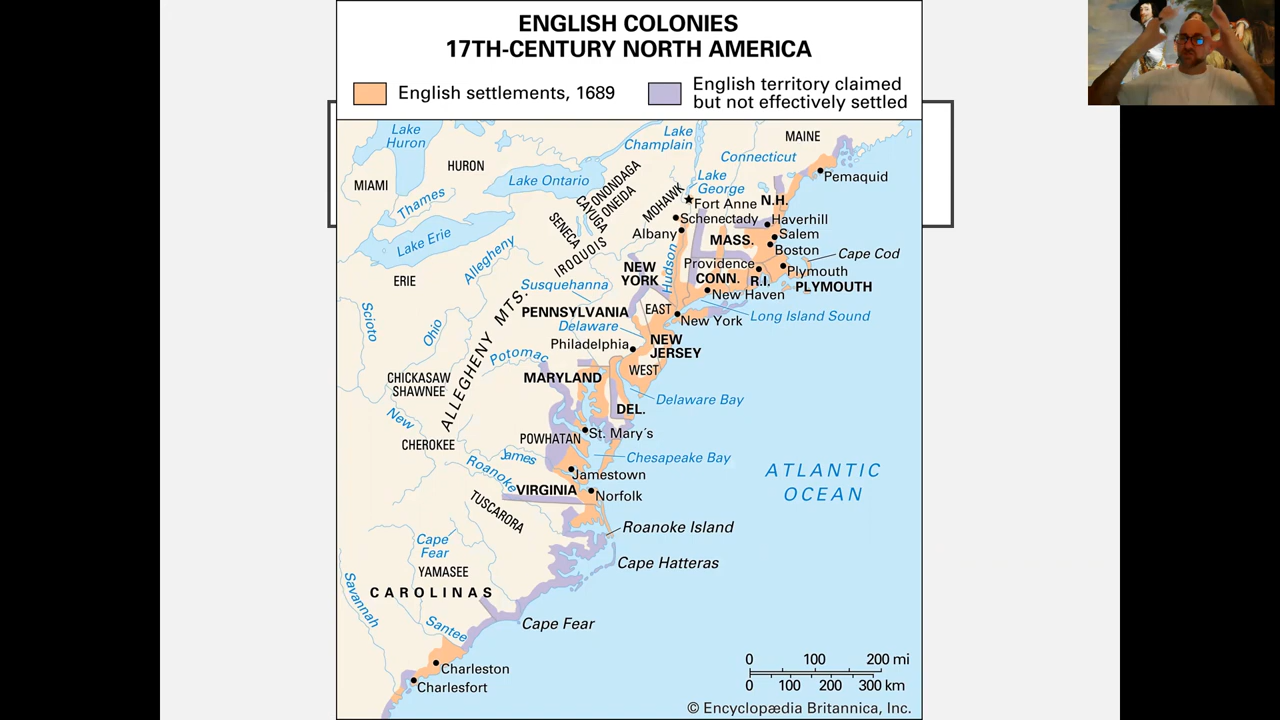 ENGLISH COLONIES
17TH-CENTURY NORTH AMERICA
English settlements, 1689
English territory claimed
but not effectively settled
Lake
Huron
HURON
MIAMI
Thames
Lake Ontario
Lake Erie
ERIE
Lake
Champlain
Connecticut
MAINE
Pemaquid
Lake
George
Fort Anne
N.H.
MOHAWK
ONONDAGA
ONEIDA
CAYUGA
SENECA
IROQUOIS
Schenectady
Albany
Haverhill
Salem
Boston
MASS.
Cape Cod
Providence
Plymouth
PLYMOUTH
CONN.
R.I.
New Haven
Hudson
NEW
YORK
Allegheny
Susquehanna
PENNSYLVANIA
EAST
New York
Long Island Sound
Delaware
Philadelphia
NEW
JERSEY
WEST
Scioto
Ohio
ALLEGHENY MTS.
Potomac
MARYLAND
DEL.
Delaware Bay
CHICKASAW
SHAWNEE
New
CHEROKEE
POWHATAN
St. Mary's
Chesapeake Bay
James
Roanoke
Jamestown
VIRGINIA
Norfolk
TUSCARORA
Roanoke Island
Cape Hatteras
ATLANTIC
OCEAN
Cape
Fear
YAMASEE
CAROLINAS
Savannah
Santee
Cape Fear
Charleston
Charlesfort
0 100 200 mi
0 100 200 300 km
© Encyclopædia Britannica, Inc.